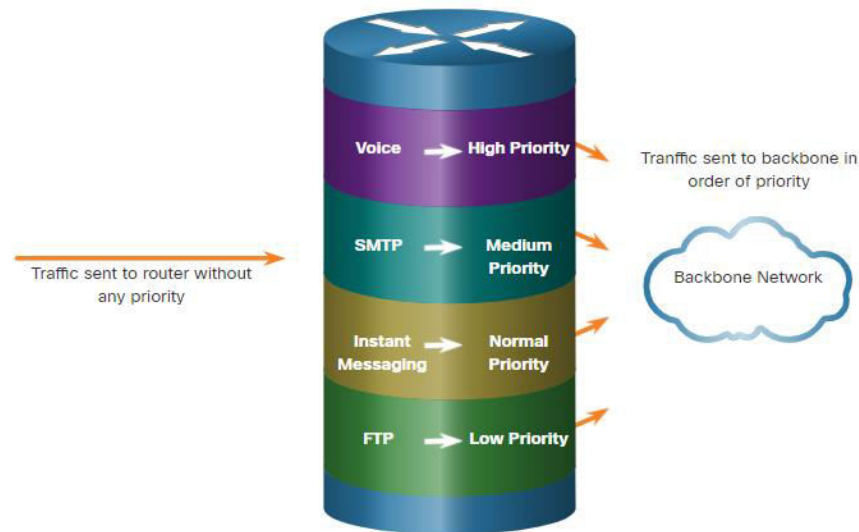 Voice
High Priority
Tranffic sent to backbone in
order of priority
SMTP
Medium
Priority
Traffic sent to router without
any priority
Backbone Network
Instant
Messaging
Normal
Priority
FTP
Low Priority